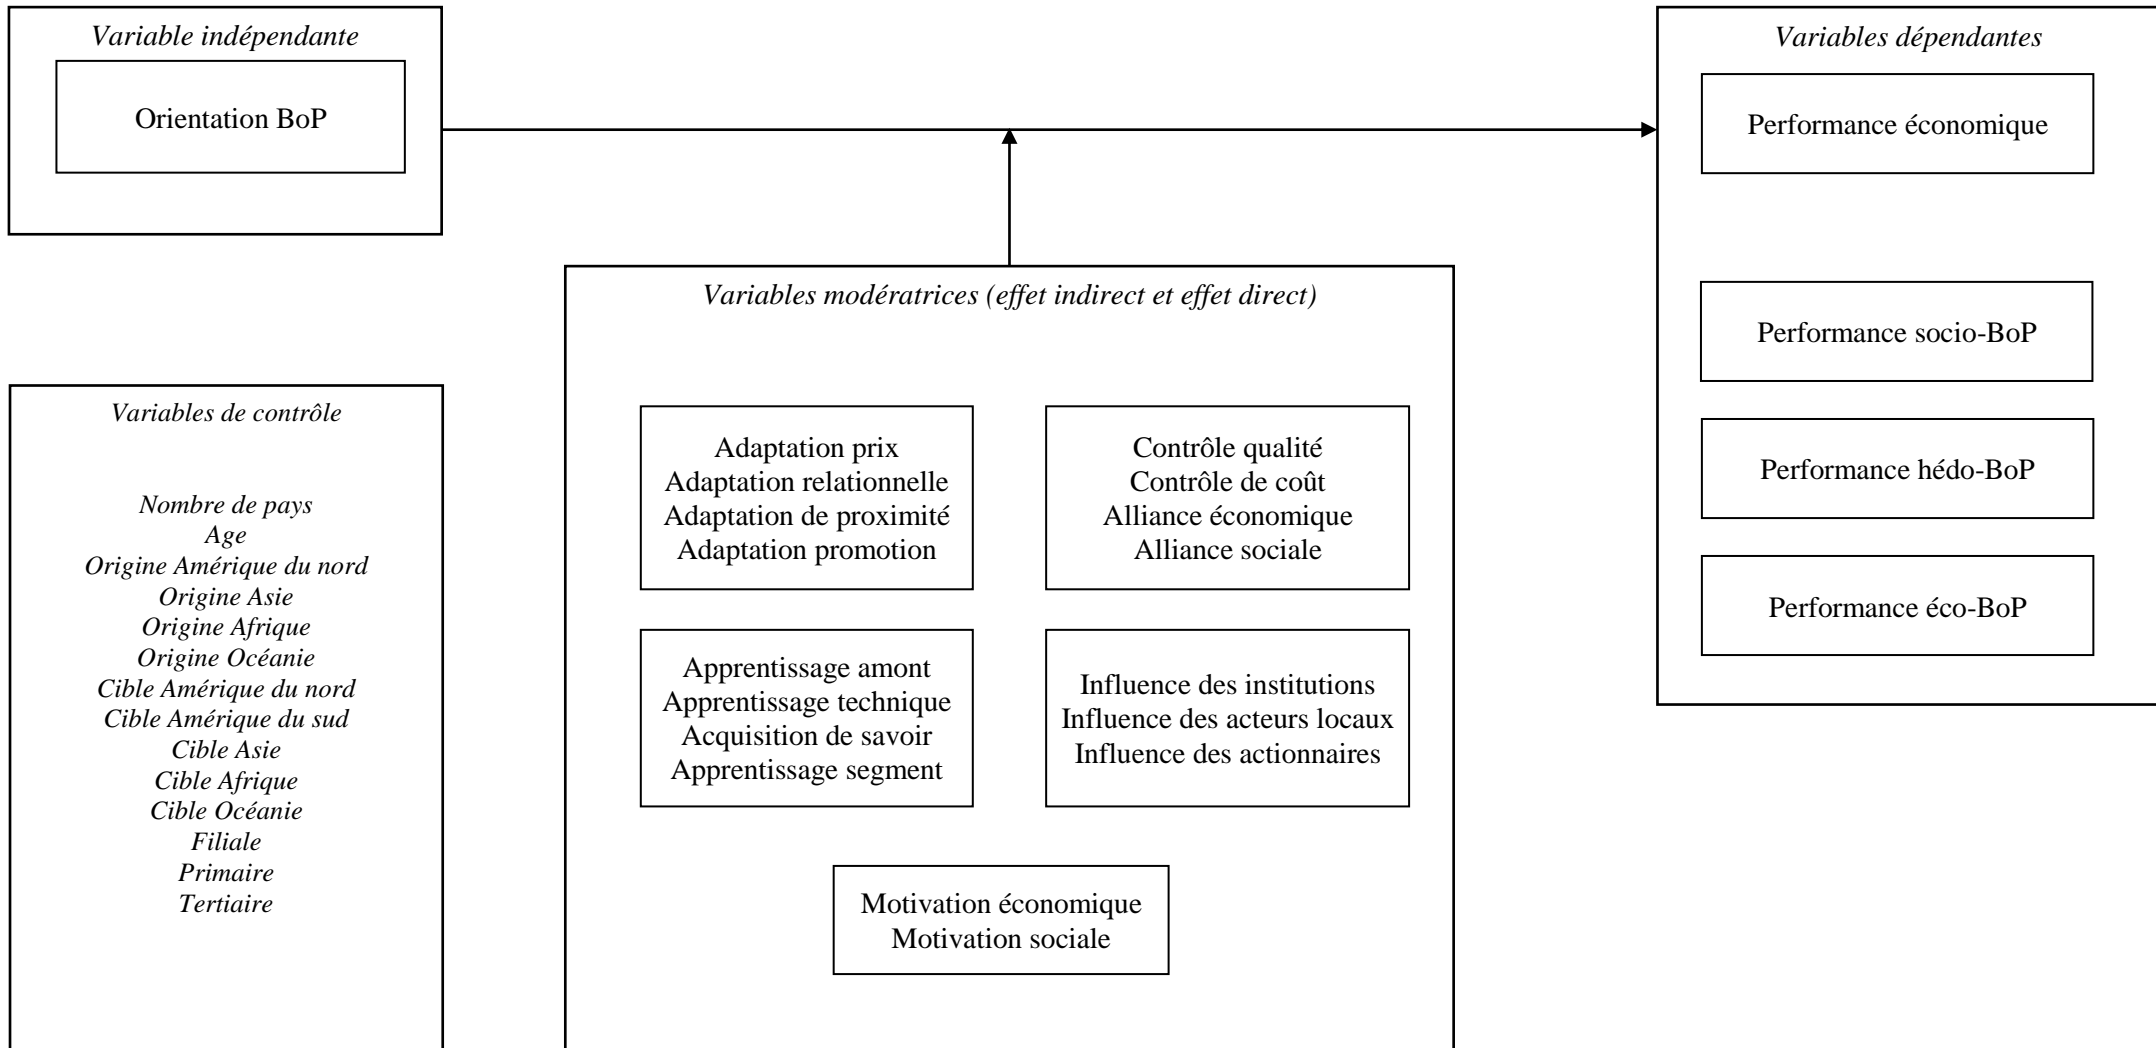 Variable indépendante
Orientation BoP
Variables dépendantes
Performance économique
Performance socio-BoP
Performance hédo-BoP
Performance éco-BoP
Variables modératrices (effet indirect et effet direct)
Adaptation prix
Adaptation relationnelle
Adaptation de proximité
Adaptation promotion
Contrôle qualité
Contrôle de coût
Alliance économique
Alliance sociale
Apprentissage amont
Apprentissage technique
Acquisition de savoir
Apprentissage segment
Influence des institutions
Influence des acteurs locaux
Influence des actionnaires
Motivation économique
Motivation sociale
Variables de contrôle
Nombre de pays
Age
Origine Amérique du nord
Origine Asie
Origine Afrique
Origine Océanie
Cible Amérique du nord
Cible Amérique du sud
Cible Asie
Cible Afrique
Cible Océanie
Filiale
Primaire
Tertiaire